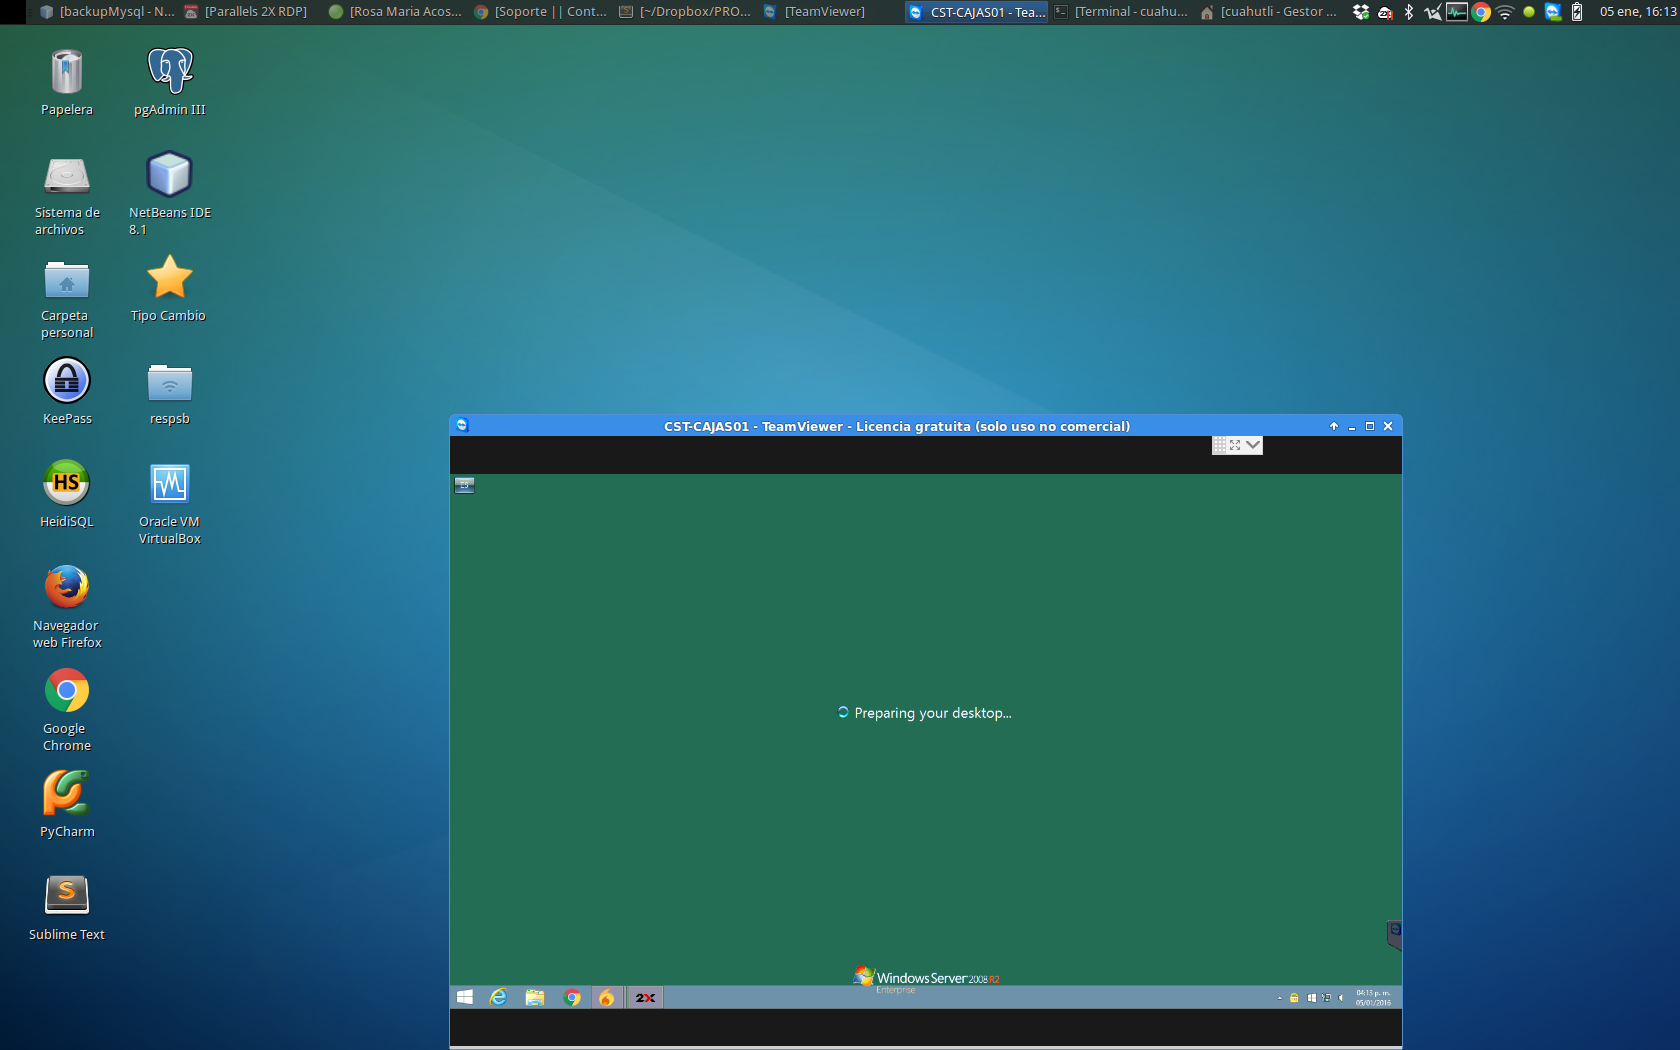 [backupMysql - N... [Parallels 2X RDP] [Rosa Maria Acos... [Soporte || Cont... [~/Dropbox/PRO... [TeamViewer] CST-CAJAS01 - Tea... [Terminal - cuahu... [cuahutli - Gestor ... 05 ene, 16:13
Papelera
pgAdmin III
Sistema de
archivos
NetBeans IDE
8.1
Carpeta
personal
Tipo Cambio
KeePass
respsb
HS
HeidiSQL
Oracle VM
VirtualBox
Navegador
web Firefox
Google
Chrome
PC
PyCharm
S
Sublime Text
CST-CAJAS01 - TeamViewer - Licencia gratuita (solo uso no comercial)
ES
Preparing your desktop...
Windows Server 2008 R2
Enterprise
2X
04:13 p. m.
05/01/2016